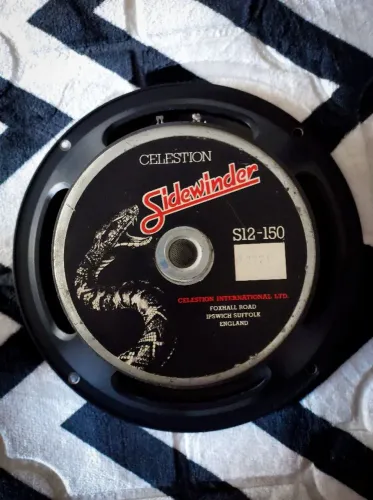 CELESTION
Sidewinder
S12-150
CELESTION INTERNATIONAL LTD.
FOXHALL ROAD
IPSWICH SUFFOLK
ENGLAND